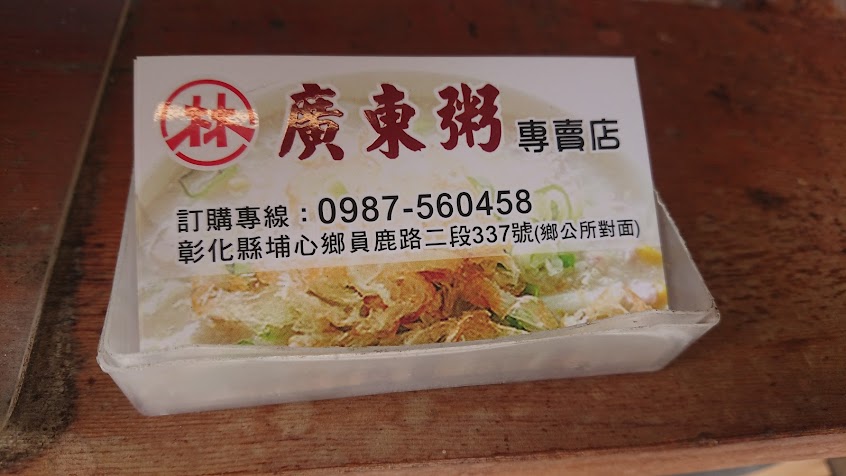 林 廣東粥 專賣店
訂購專線：0987-560458
彰化縣埔心鄉員鹿路二段337號(鄉公所對面)